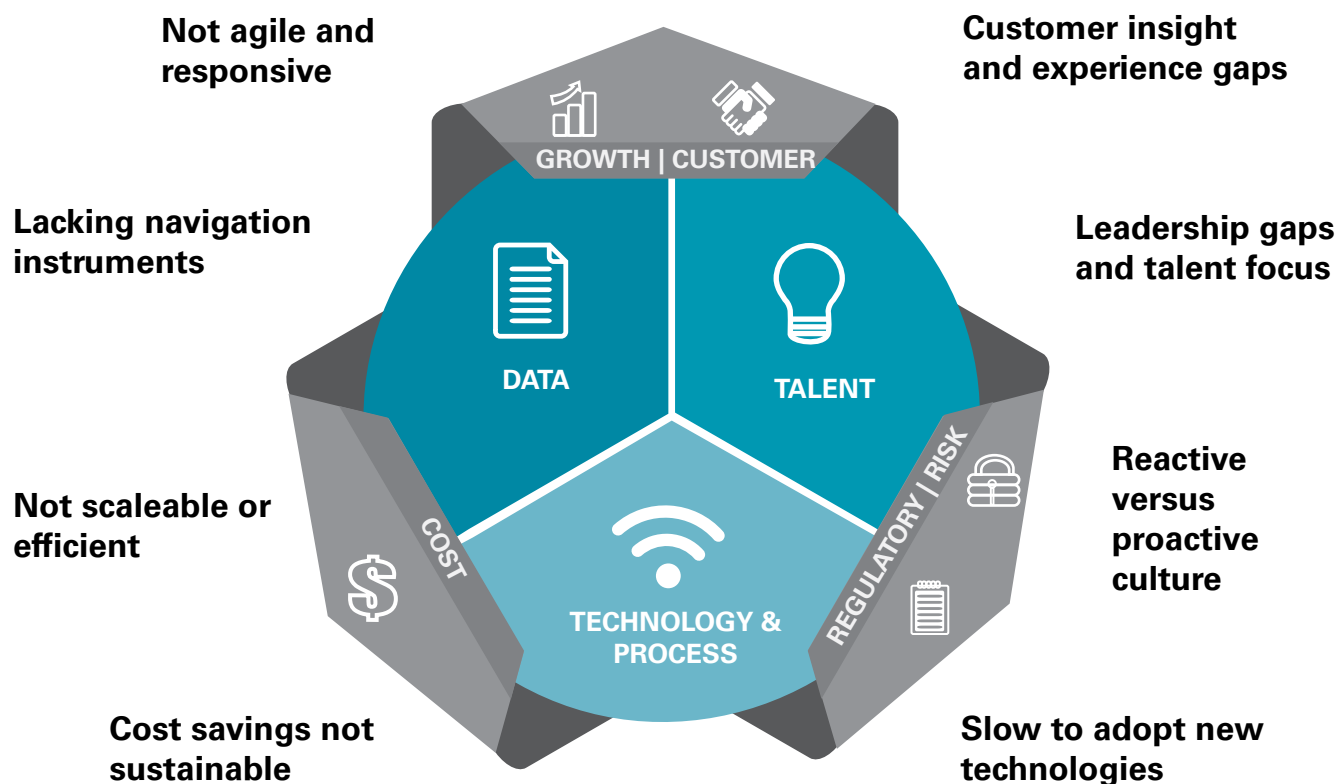 Not agile and
responsive
Customer insight
and experience gaps
GROWTH | CUSTOMER
Lacking navigation
instruments
Leadership gaps
and talent focus
DATA
TALENT
Not scaleable or
efficient
COST
$
TECHNOLOGY &
PROCESS
REGULATORY | RISK
Reactive
versus
proactive
culture
Cost savings not
sustainable
Slow to adopt new
technologies